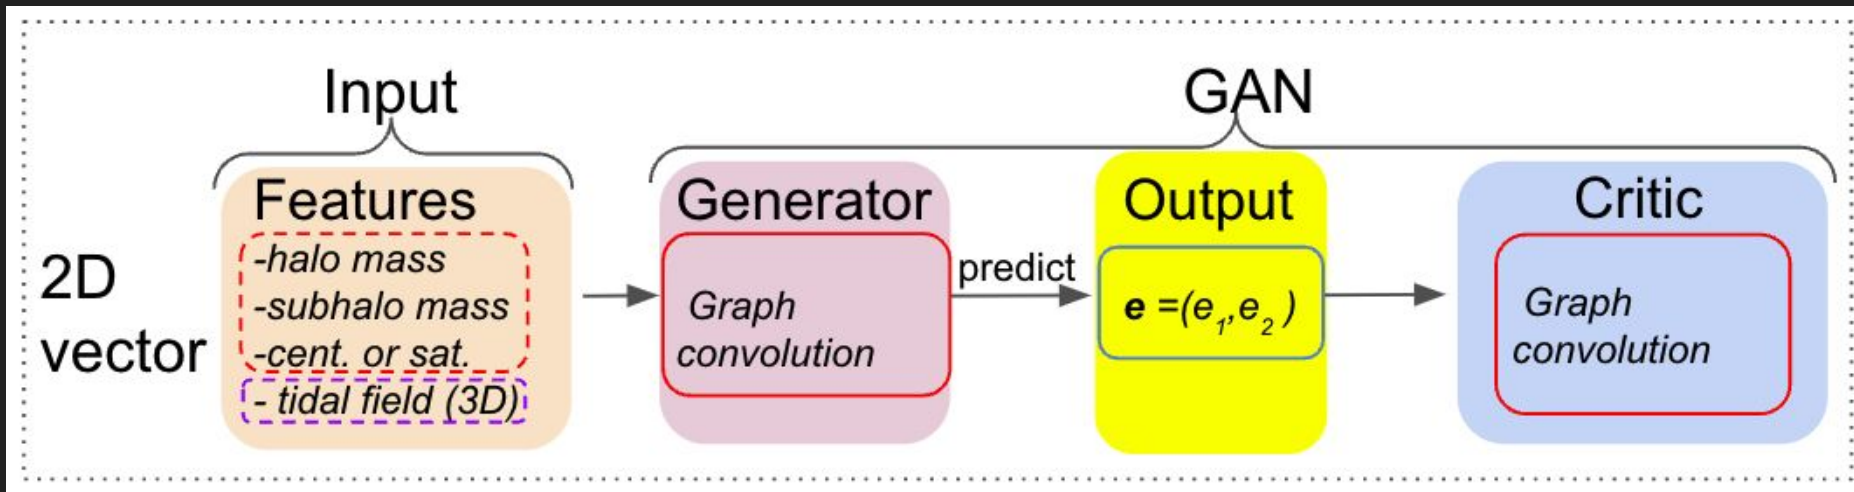 Input
GAN
2D
vector
Features
-halo mass
-subhalo mass
-cent. or sat.
- tidal field (3D)
Generator
Graph
convolution
predict
Output
e =(e1,e2 )
Critic
Graph
convolution